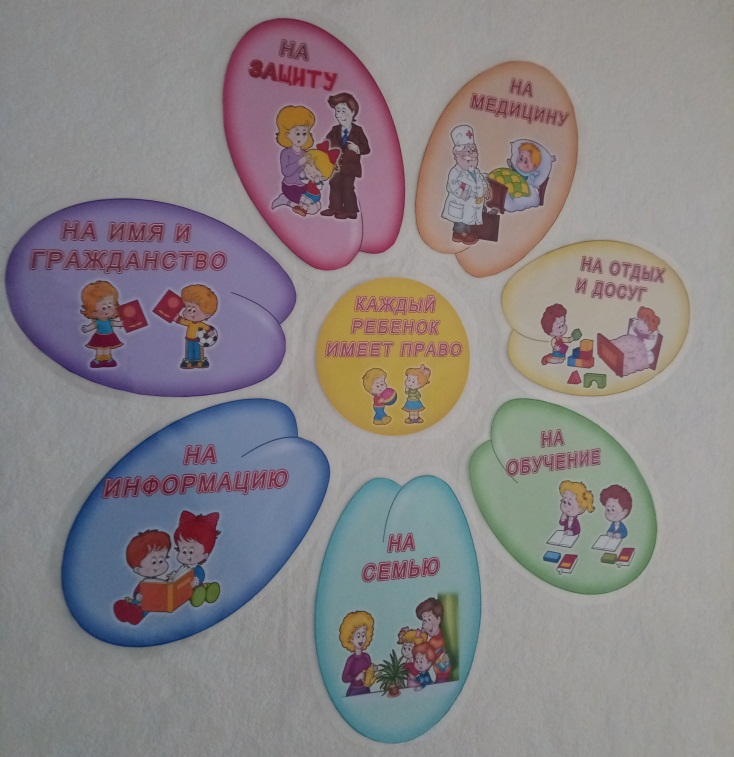 КАЖДЫЙ
РЕБЕНОК
ИМЕЕТ ПРАВО
НА
ЗАЩИТУ
НА
МЕДИЦИНУ
НА ОТДЫХ
И ДОСУГ
НА
ОБУЧЕНИЕ
НА
СЕМЬЮ
НА
ИНФОРМАЦИЮ
НА ИМЯ И
ГРАЖДАНСТВО